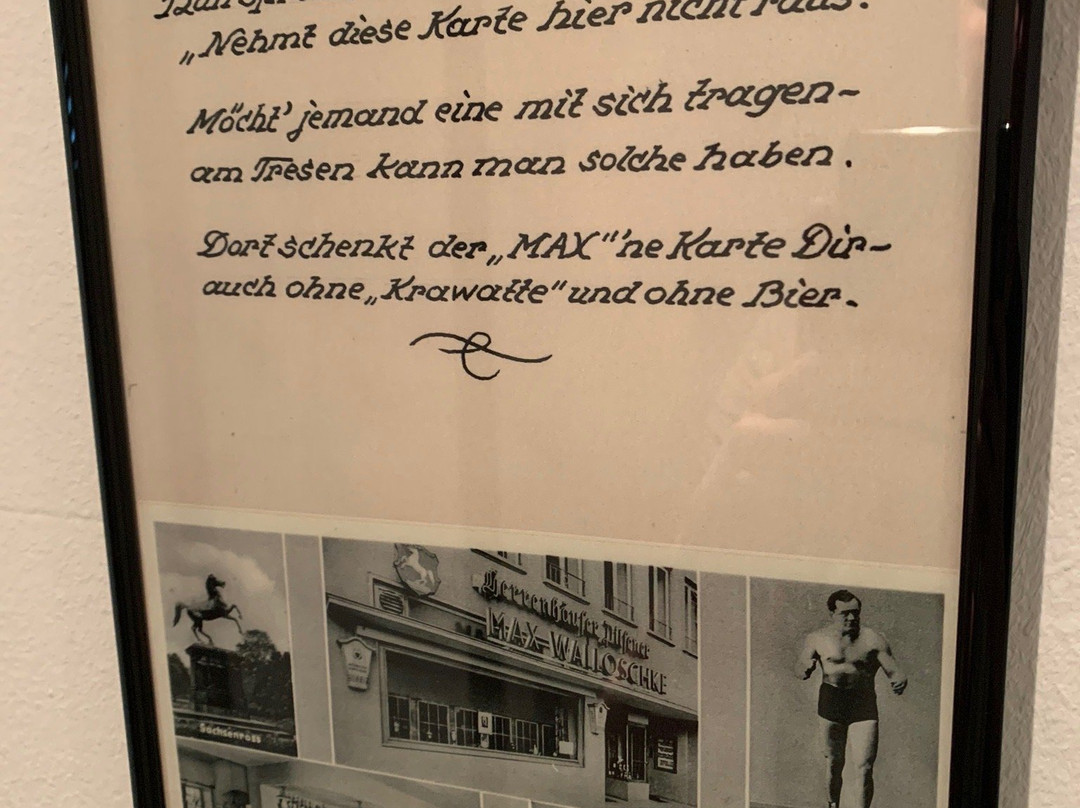 „Nehmt diese Karte hier nicht raus.
Möcht' jemand eine mit sich tragen-
am Tresen kann man solche haben.
Dort schenkt der „MAX“ 'ne Karte Dir-
auch ohne „Krawatte“ und ohne Bier.
Herrenhäuser Pilsener
MAX WALLOSCHKE
Sachsenross